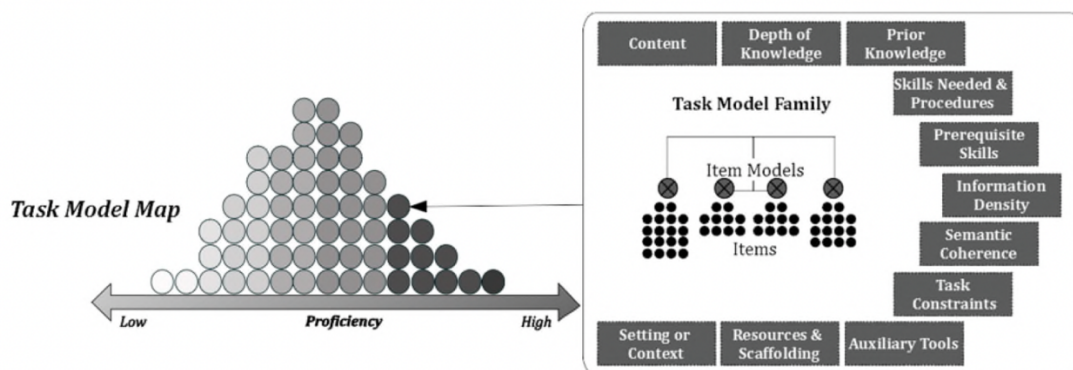 Task Model Map
Low
Proficiency
High
Content
Depth of
Knowledge
Prior
Knowledge
Skills Needed &
Procedures
Prerequisite
Skills
Information
Density
Semantic
Coherence
Task
Constraints
Auxiliary Tools
Resources &
Scaffolding
Setting or
Context
Task Model Family
Item Models
Items